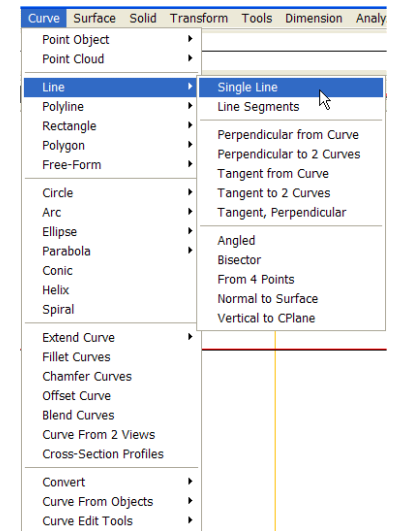 Curve Surface Solid Transform Tools Dimension Analy
Point Object
Point Cloud
Line
Polyline
Rectangle
Polygon
Free-Form
Circle
Arc
Ellipse
Parabola
Conic
Helix
Spiral
Extend Curve
Fillet Curves
Chamfer Curves
Offset Curve
Blend Curves
Curve From 2 Views
Cross-Section Profiles
Convert
Curve From Objects
Curve Edit Tools
Single Line
Line Segments
Perpendicular from Curve
Perpendicular to 2 Curves
Tangent from Curve
Tangent to 2 Curves
Tangent, Perpendicular
Angled
Bisector
From 4 Points
Normal to Surface
Vertical to CPlane